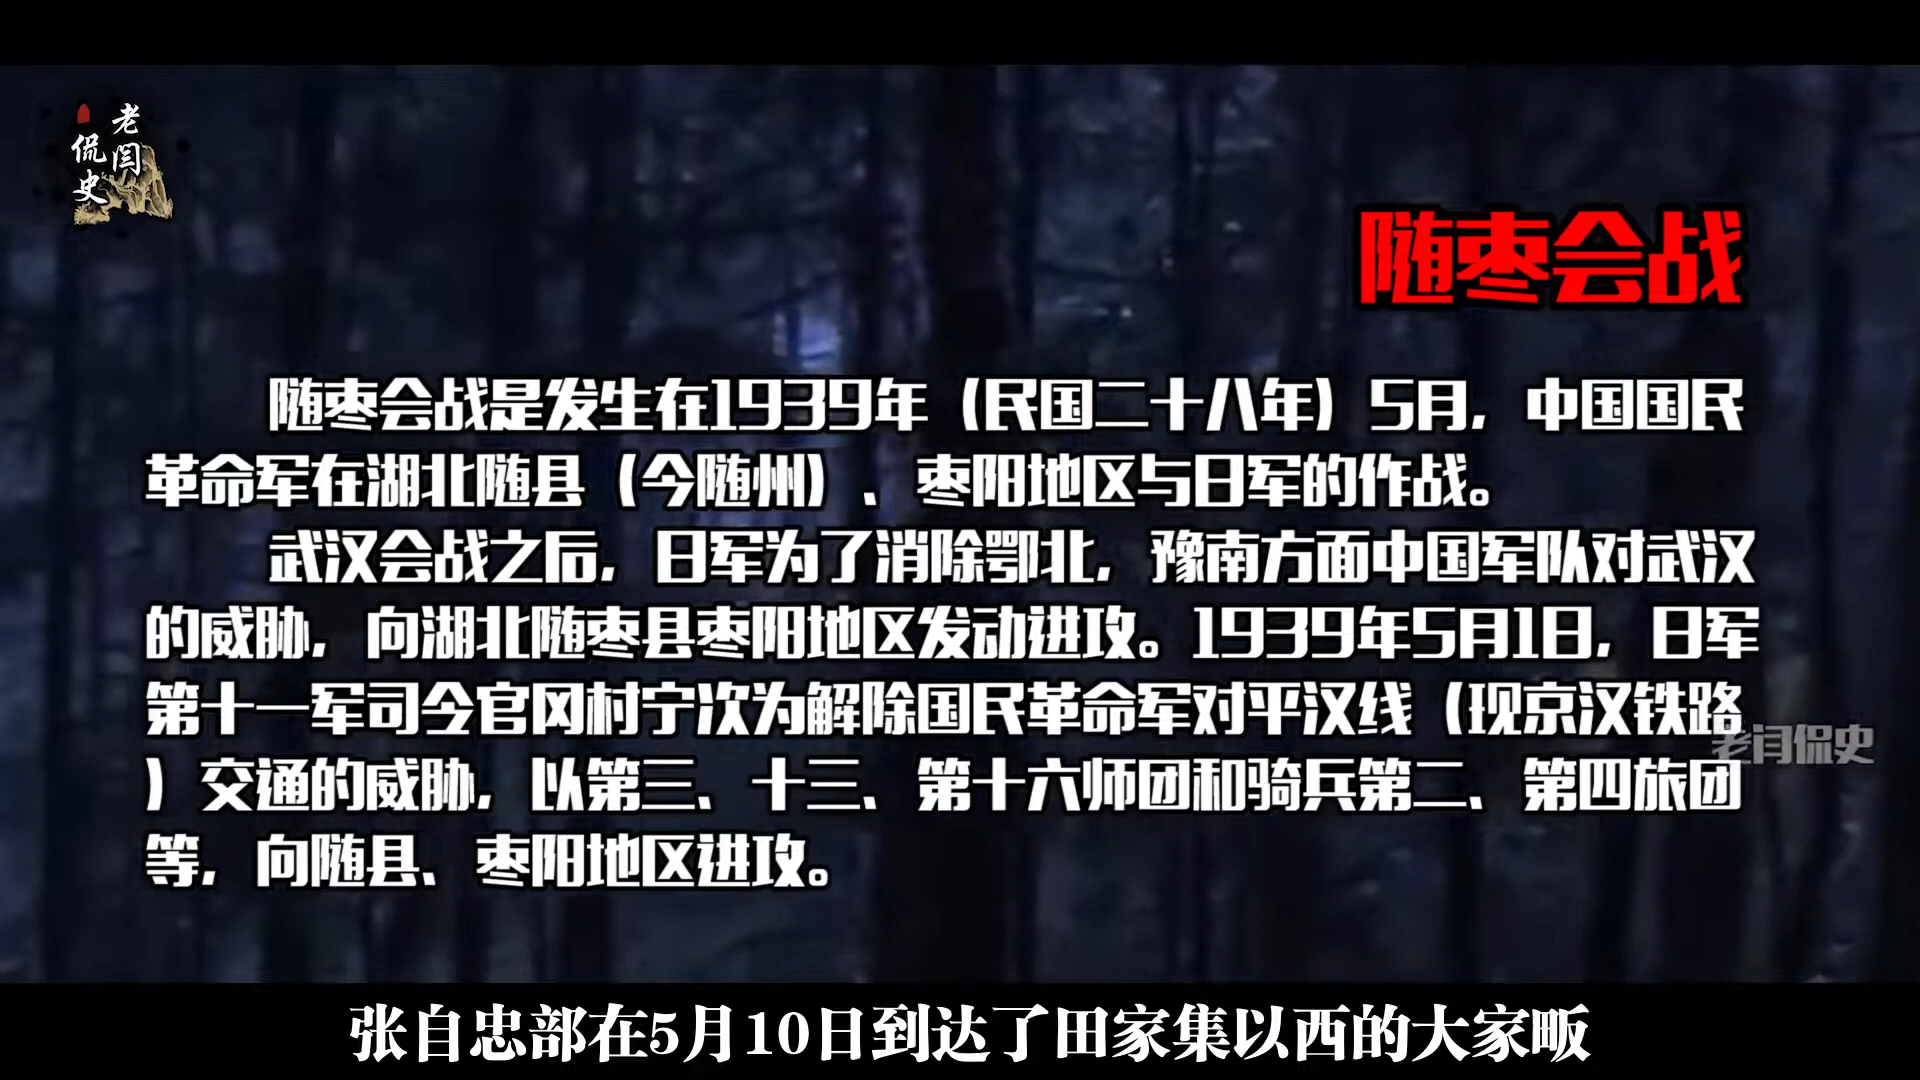 老闫
侃史
随枣会战
随枣会战是发生在1939年（民国二十八年）5月，中国国民
革命军在湖北随县（今随州）、枣阳地区与日军的作战。
武汉会战之后，日军为了消除鄂北，豫南方面中国军队对武汉
的威胁，向湖北随枣县枣阳地区发动进攻。1939年5月1日，日军
第十一军司令官冈村宁次为解除国民革命军对平汉线（现京汉铁路
）交通的威胁，以第三、十三、第十六师团和骑兵第二、第四旅团
等，向随县、枣阳地区进攻。
老闫侃史
张自忠部在5月10日到达了田家集以西的大家畈